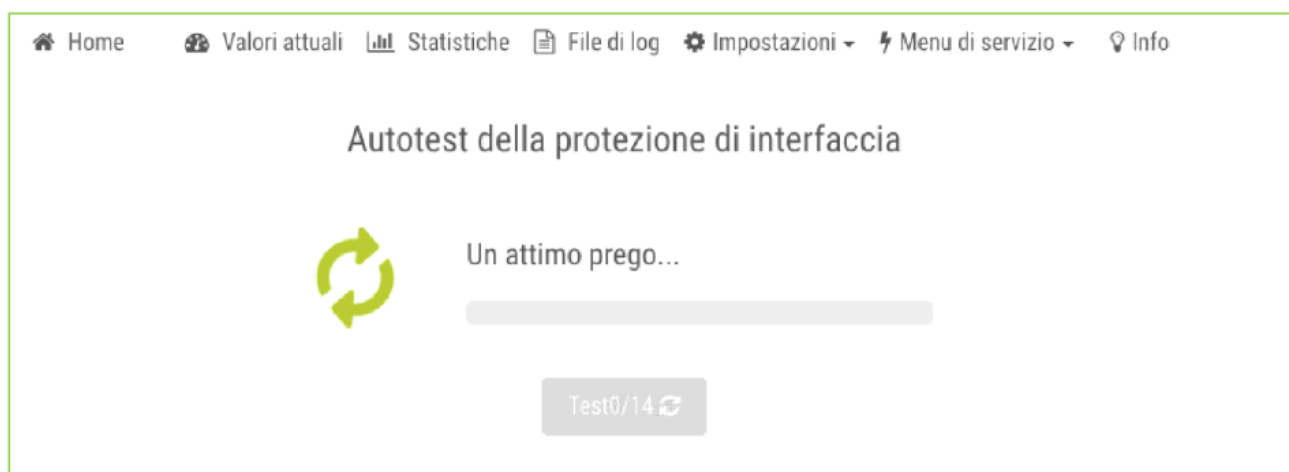 Home Valori attuali Statistiche File di log Impostazioni Menu di servizio Info
Autotest della protezione di interfaccia
Un attimo prego...
Test0/14